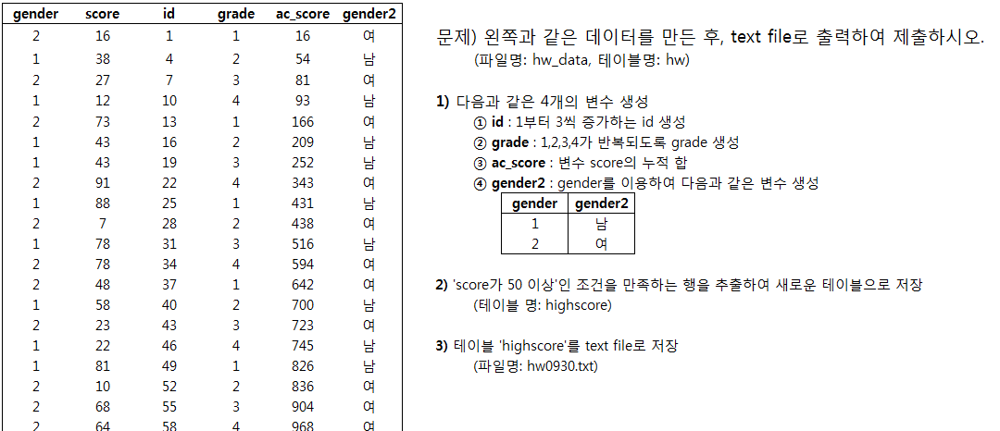 gender score id grade ac_score gender2
2 16 1 1 16 여
1 38 4 2 54 남
2 27 7 3 81 여
1 12 10 4 93 남
2 73 13 1 166 여
1 43 16 2 209 남
1 43 19 3 252 남
2 91 22 4 343 여
1 88 25 1 431 남
2 7 28 2 438 여
1 78 31 3 516 남
2 78 34 4 594 여
2 48 37 1 642 여
1 58 40 2 700 남
2 23 43 3 723 여
1 22 46 4 745 남
1 81 49 1 826 남
2 10 52 2 836 여
2 68 55 3 904 여
2 64 58 4 968 여
문제) 왼쪽과 같은 데이터를 만든 후, text file로 출력하여 제출하시오.
(파일명: hw_data, 테이블명: hw)
1) 다음과 같은 4개의 변수 생성
① id : 1부터 3씩 증가하는 id 생성
② grade : 1,2,3,4가 반복되도록 grade 생성
③ ac_score : 변수 score의 누적 합
④ gender2 : gender를 이용하여 다음과 같은 변수 생성
gender gender2
1 남
2 여
2) 'score가 50 이상'인 조건을 만족하는 행을 추출하여 새로운 테이블으로 저장
(테이블 명: highscore)
3) 테이블 'highscore'를 text file로 저장
(파일명: hw0930.txt)